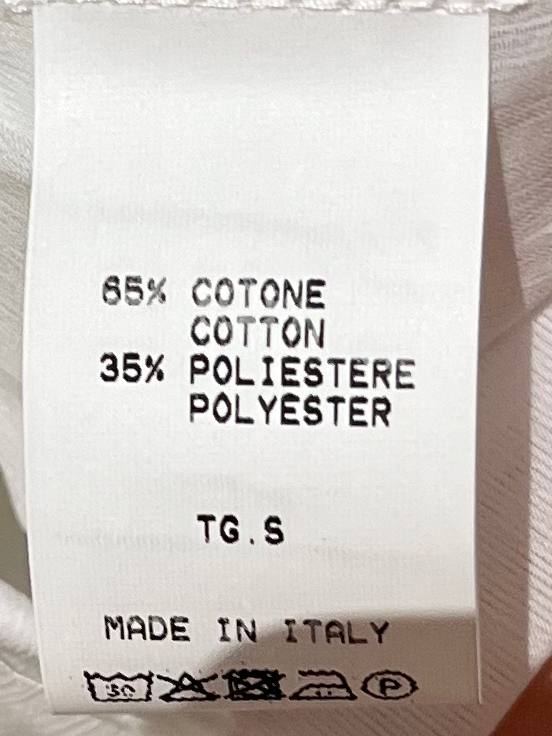 65% COTONE
COTTON
35% POLIESTERE
POLYESTER
TG.S
MADE IN ITALY
P